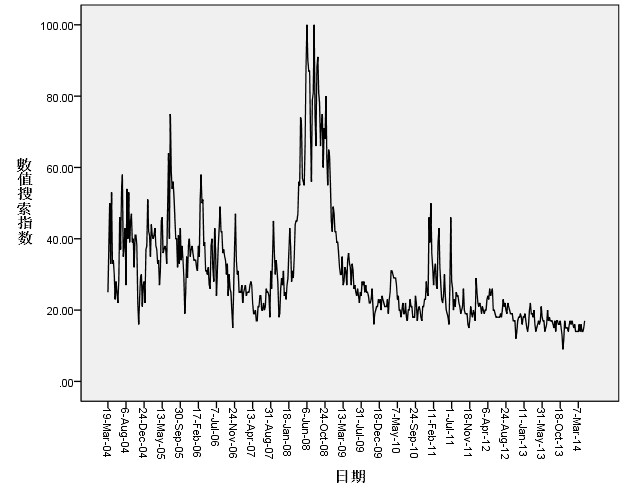 100.00
80.00
60.00
40.00
20.00
.00
數值搜索指数
19-Mar-04
6-Aug-04
24-Dec-04
13-May-05
30-Sep-05
17-Feb-06
7-Jul-06
24-Nov-06
13-Apr-07
31-Aug-07
18-Jan-08
6-Jun-08
24-Oct-08
13-Mar-09
31-Jul-09
18-Dec-09
7-May-10
24-Sep-10
11-Feb-11
1-Jul-11
18-Nov-11
6-Apr-12
24-Aug-12
11-Jan-13
31-May-13
18-Oct-13
7-Mar-14
日期